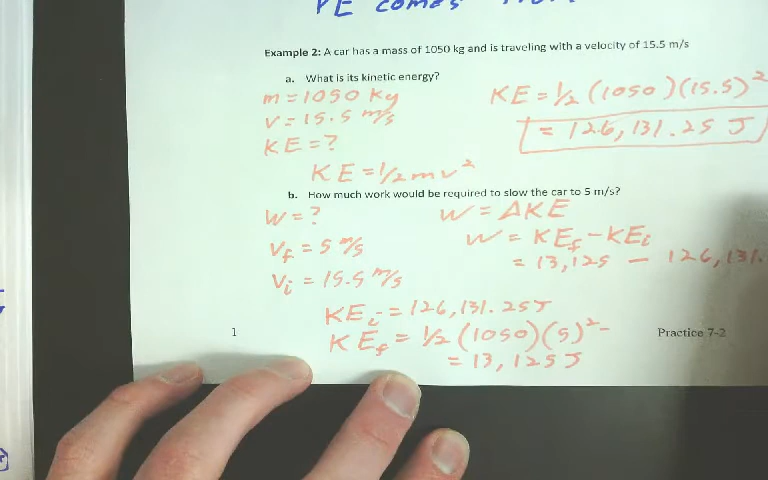 PE comes
Example 2: A car has a mass of 1050 kg and is traveling with a velocity of 15.5 m/s
a. What is its kinetic energy?
m = 1050 Kg
v = 15.5 m/s
KE = ?
KE = 1/2 mv²
KE = 1/2 (1050)(15.5)²
= 126,131.25 J
b. How much work would be required to slow the car to 5 m/s?
W = ?
Vf = 5 m/s
Vi = 15.5 m/s
W = ΔKE
W = KEf - KEi
= 13,125 - 126,131.
KEi = 126,131.25J
KEf = 1/2 (1050)(5)²
= 13,125J
1
Practice 7-2